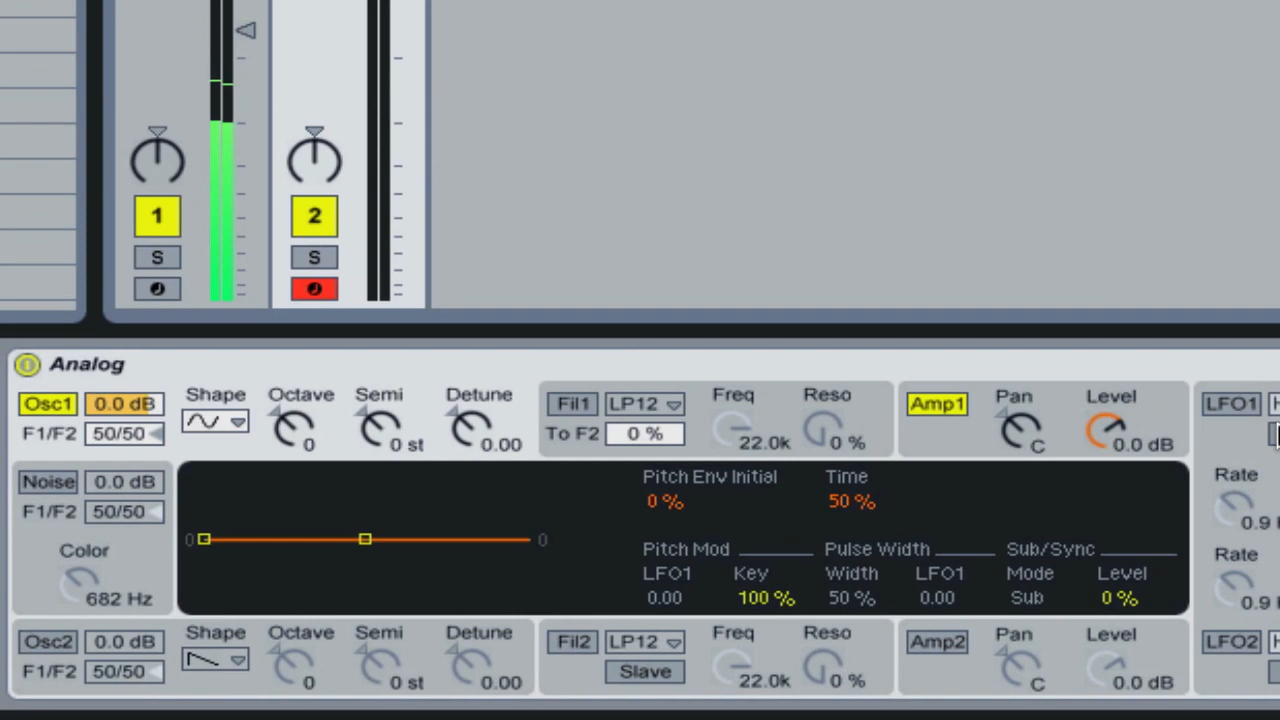 1 2
S S
Analog
Osc1 0.0 dB Shape Octave Semi Detune Fil1 LP12 Freq Reso Amp1 Pan Level LFO1
F1/F2 50/50 0 0 st 0.00 To F2 0 % 22.0k 0 % C 0.0 dB
Noise 0.0 dB Pitch Env Initial Time Rate
F1/F2 50/50 0 % 50 % 0.9
0 0
Color Pitch Mod Pulse Width Sub/Sync Rate
682 Hz LFO1 Key Width LFO1 Mode Level
0.00 100 % 50 % 0.00 Sub 0 % 0.9
Osc2 0.0 dB Shape Octave Semi Detune Fil2 LP12 Freq Reso Amp2 Pan Level LFO2
F1/F2 50/50 0 0 st 0.00 Slave 22.0k 0 % C 0.0 dB